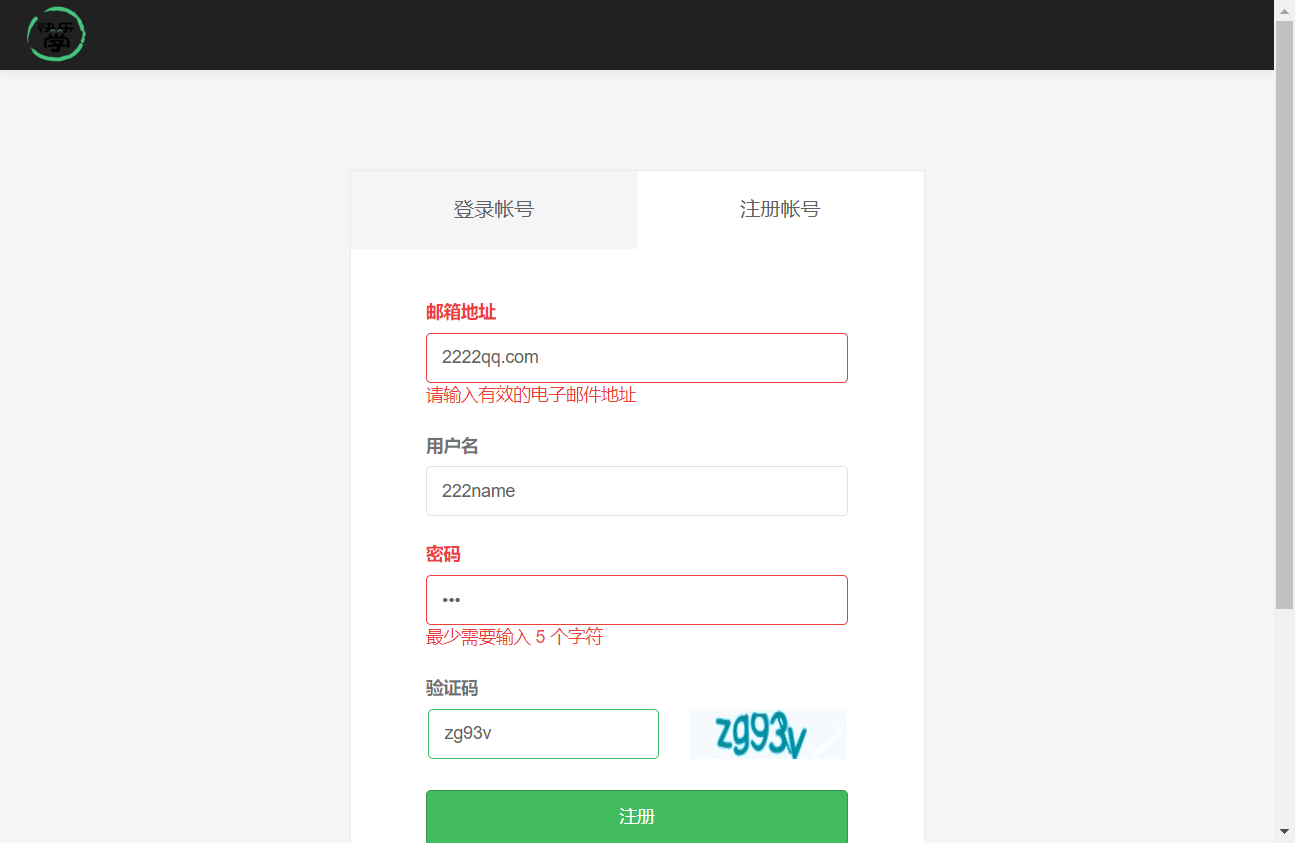 快乐
學
登录帐号 注册帐号
邮箱地址
2222qq.com
请输入有效的电子邮件地址
用户名
222name
密码
•••
最少需要输入 5 个字符
验证码
zg93v zg93v
注册